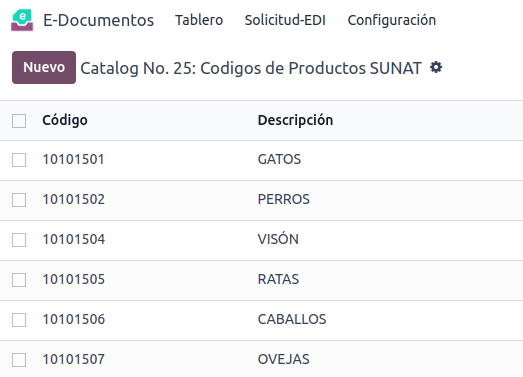 E-Documentos Tablero Solicitud-EDI Configuración
Nuevo Catalog No. 25: Codigos de Productos SUNAT
Código Descripción
10101501 GATOS
10101502 PERROS
10101504 VISÓN
10101505 RATAS
10101506 CABALLOS
10101507 OVEJAS